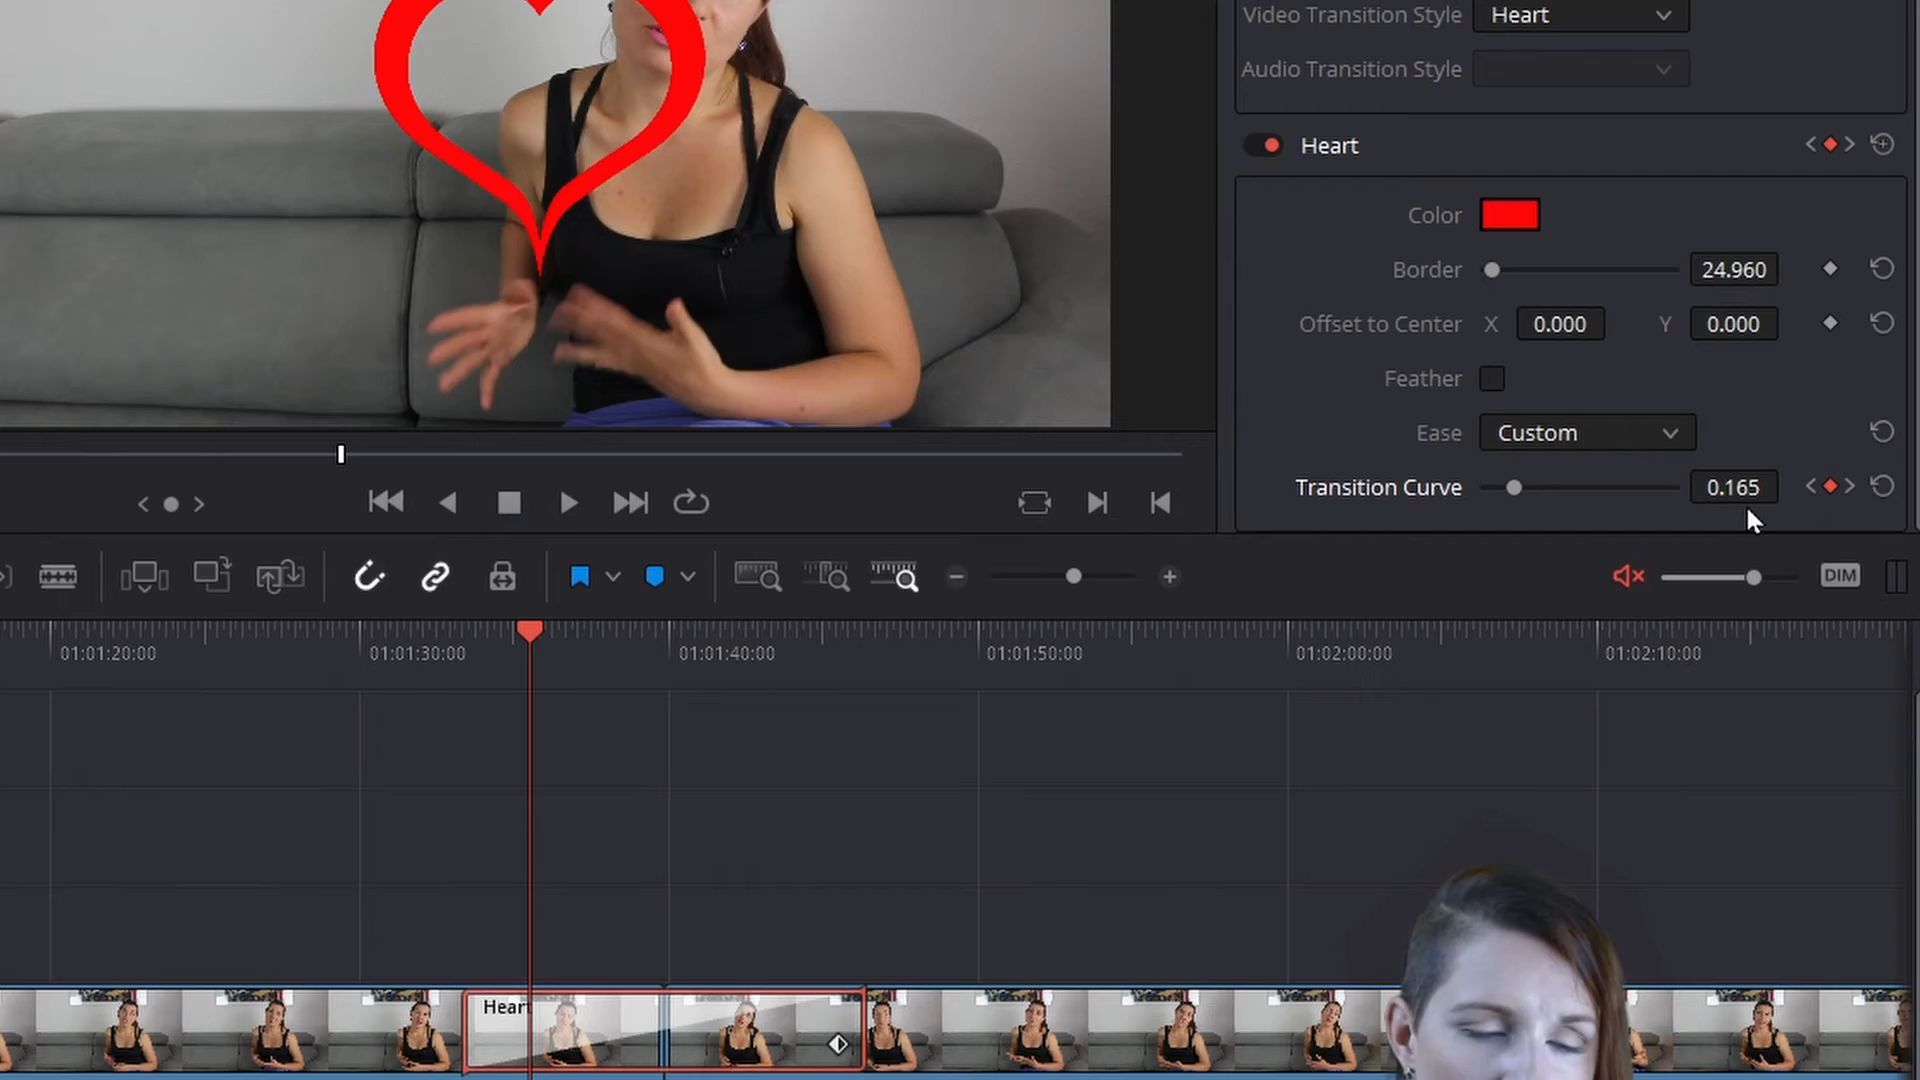 Video Transition Style Heart
Audio Transition Style
Heart
Color
Border 24.960
Offset to Center X 0.000 Y 0.000
Feather
Ease Custom
Transition Curve 0.165
DIM
01:01:20:00 01:01:30:00 01:01:40:00 01:01:50:00 01:02:00:00 01:02:10:00
Heart